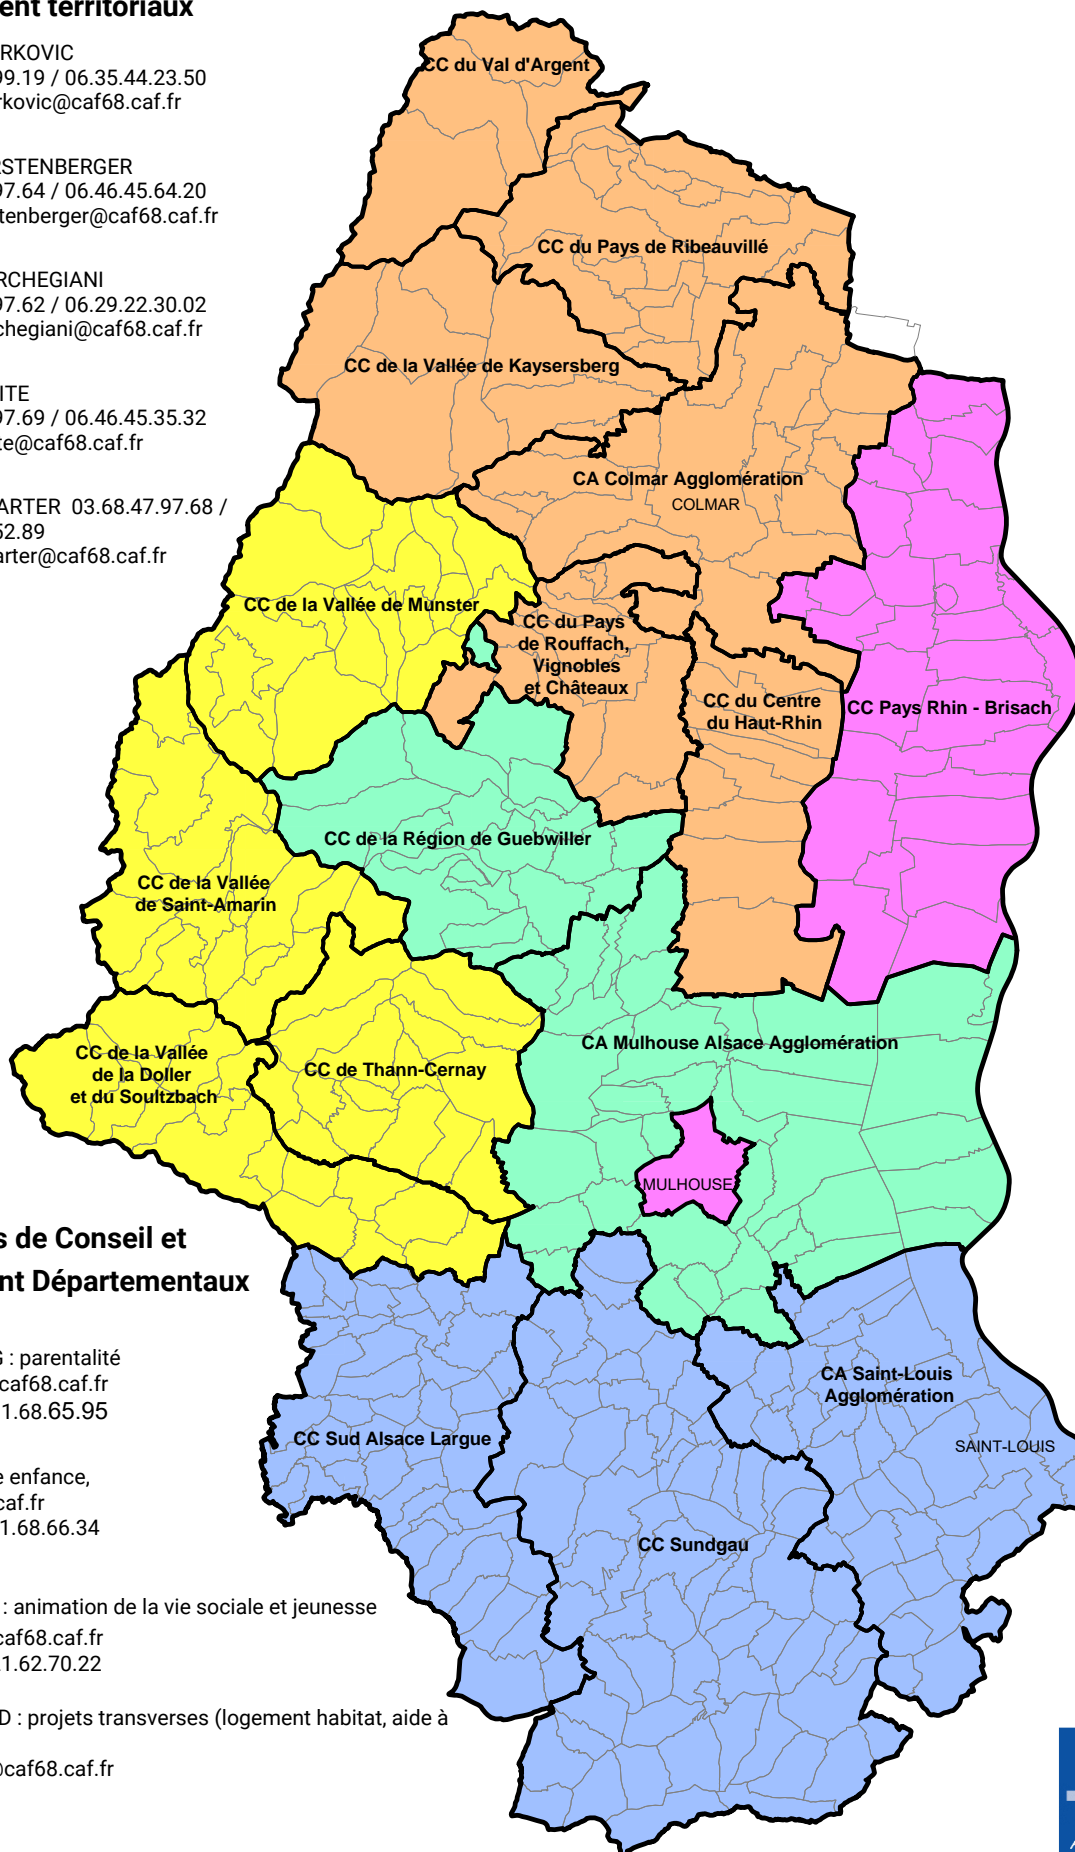 ent territoriaux
RKOVIC
99.19 / 06.35.44.23.50
rkovic@caf68.caf.fr
RSTENBERGER
97.64 / 06.46.45.64.20
tenberger@caf68.caf.fr
RCHEGIANI
97.62 / 06.29.22.30.02
chegiani@caf68.caf.fr
ITE
97.69 / 06.46.45.35.32
te@caf68.caf.fr
ARTER 03.68.47.97.68 /
52.89
arter@caf68.caf.fr
CC du Val d'Argent
CC du Pays de Ribeauvillé
CC de la Vallée de Kaysersberg
CA Colmar Agglomération
COLMAR
CC de la Vallée de Munster
CC du Pays
de Rouffach,
Vignobles
et Châteaux
CC du Centre
du Haut-Rhin
CC Pays Rhin - Brisach
CC de la Région de Guebwiller
CC de la Vallée
de Saint-Amarin
CA Mulhouse Alsace Agglomération
CC de la Vallée
de la Doller
et du Soultzbach
CC de Thann-Cernay
MULHOUSE
s de Conseil et
nt Départementaux
G : parentalité
caf68.caf.fr
1.68.65.95
e enfance,
caf.fr
1.68.66.34
: animation de la vie sociale et jeunesse
caf68.caf.fr
1.62.70.22
D : projets transverses (logement habitat, aide à
@caf68.caf.fr
CA Saint-Louis
Agglomération
SAINT-LOUIS
CC Sud Alsace Largue
CC Sundgau